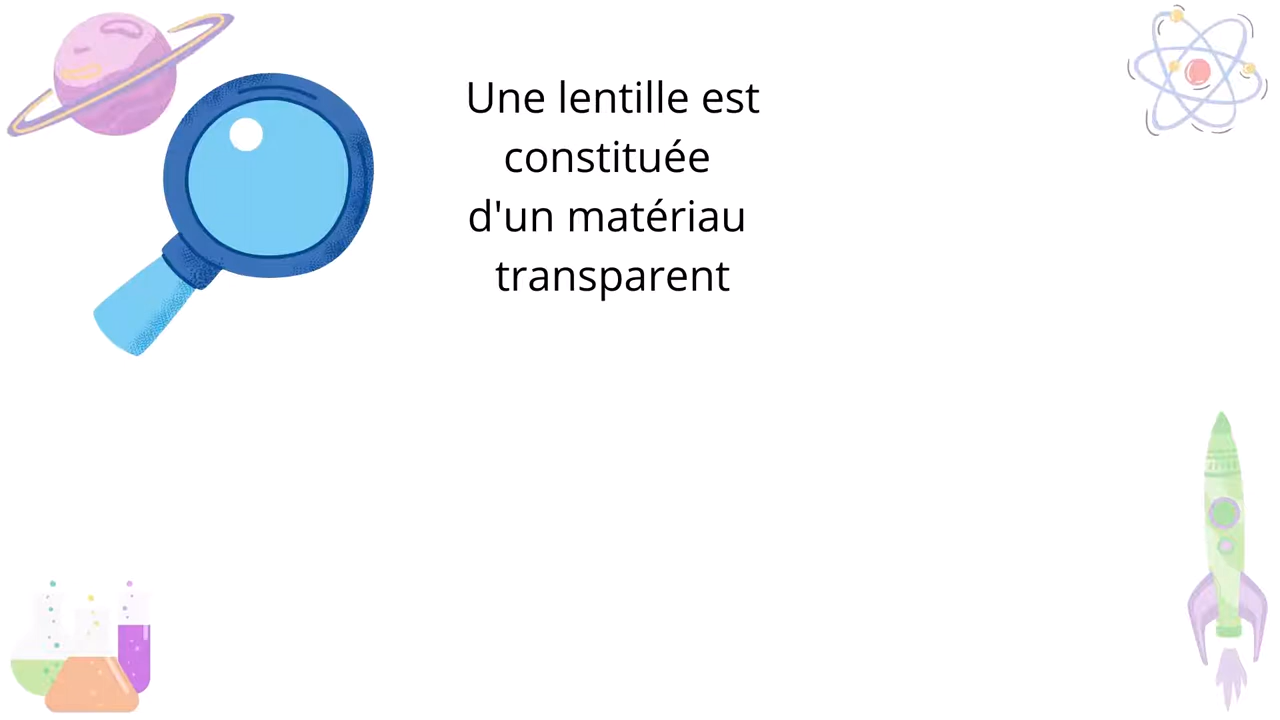 Une lentille est
constituée
d'un matériau
transparent